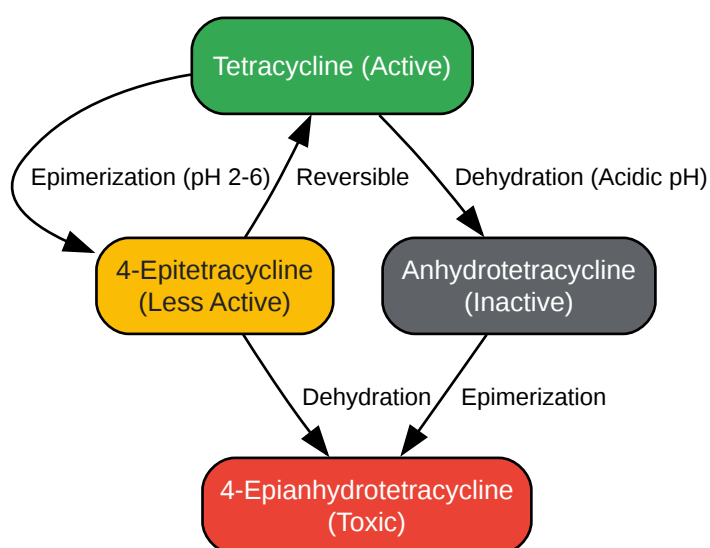 Tetracycline (Active)
Epimerization (pH 2-6)
Reversible
Dehydration (Acidic pH)
4-Epitetracycline
(Less Active)
Anhydrotetracycline
(Inactive)
Dehydration
Epimerization
4-Epianhydrotetracycline
(Toxic)